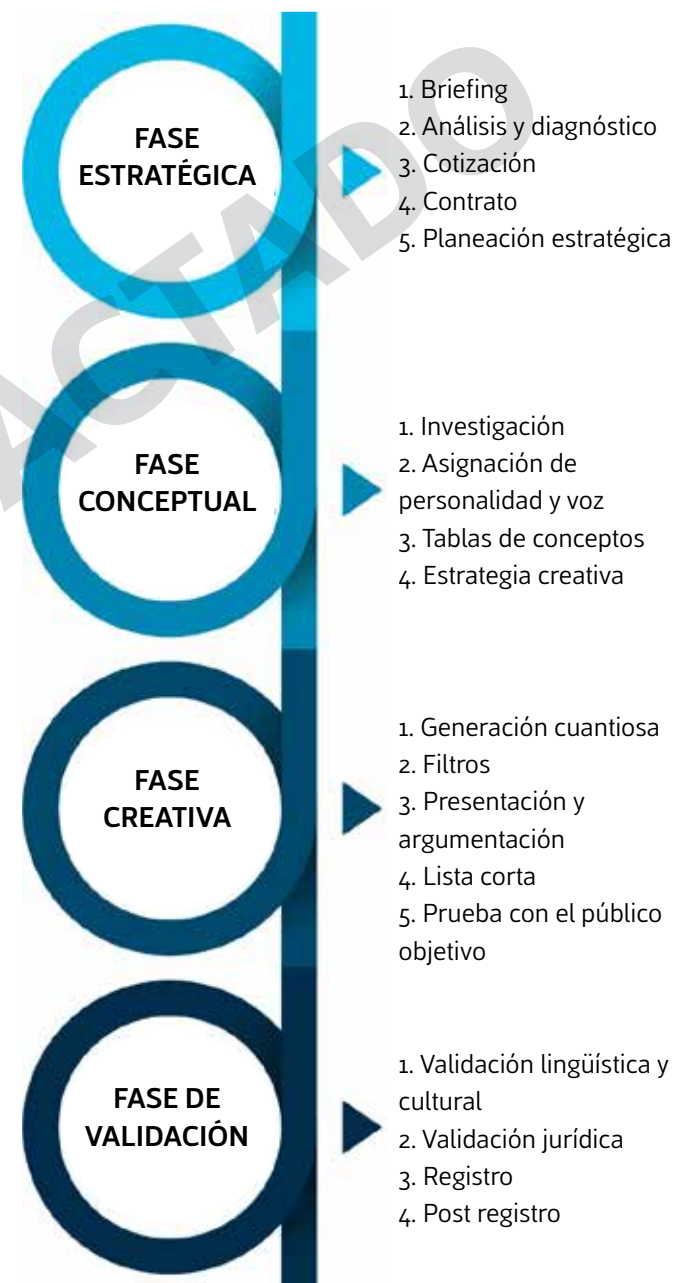 FASE
ESTRATÉGICA
1. Briefing
2. Análisis y diagnóstico
3. Cotización
4. Contrato
5. Planeación estratégica
FASE
CONCEPTUAL
1. Investigación
2. Asignación de
personalidad y voz
3. Tablas de conceptos
4. Estrategia creativa
FASE
CREATIVA
1. Generación cuantiosa
2. Filtros
3. Presentación y
argumentación
4. Lista corta
5. Prueba con el público
objetivo
FASE DE
VALIDACIÓN
1. Validación lingüística y
cultural
2. Validación jurídica
3. Registro
4. Post registro
ACTADO